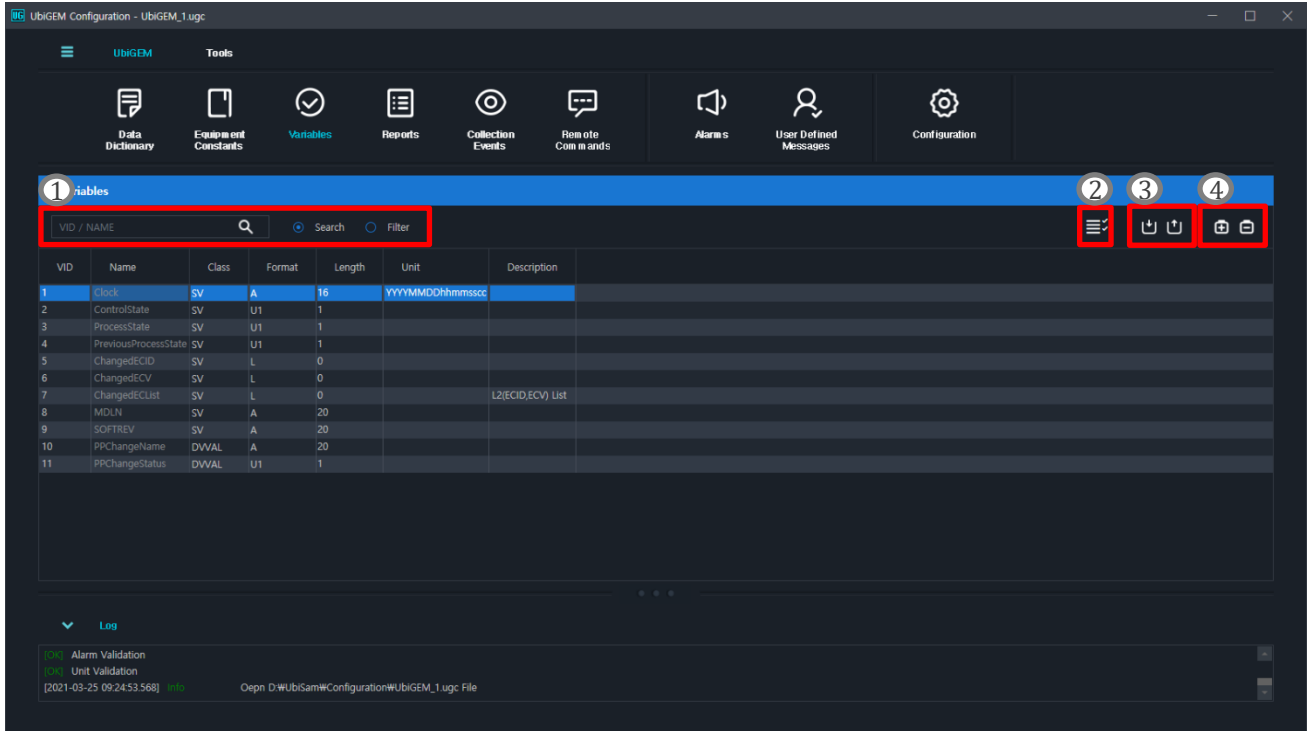 UG UbiGEM Configuration - UbiGEM_1.ugc
UbiGEM Tools
Data Dictionary
Equipment Constants
Variables
Reports
Collection Events
Remote Commands
Alarms
User Defined Messages
Configuration
1 riables 2 3 4
VID / NAME Search Filter
VID Name Class Format Length Unit Description
1 Clock SV A 16 YYYYMMDDhhmmsscc
2 ControlState SV U1 1
3 ProcessState SV U1 1
4 PreviousProcessState SV U1 1
5 ChangedECID SV L 0
6 ChangedECV SV L 0
7 ChangedECList SV L 0 L2(ECID,ECV) List
8 MDLN SV A 20
9 SOFTREV SV A 20
10 PPChangeName DVVAL A 20
11 PPChangeStatus DVVAL U1 1
Log
[OK] Alarm Validation
[OK] Unit Validation
[2021-03-25 09:24:53.568] Info Oepn D:₩UbiSam₩Configuration₩UbiGEM_1.ugc File